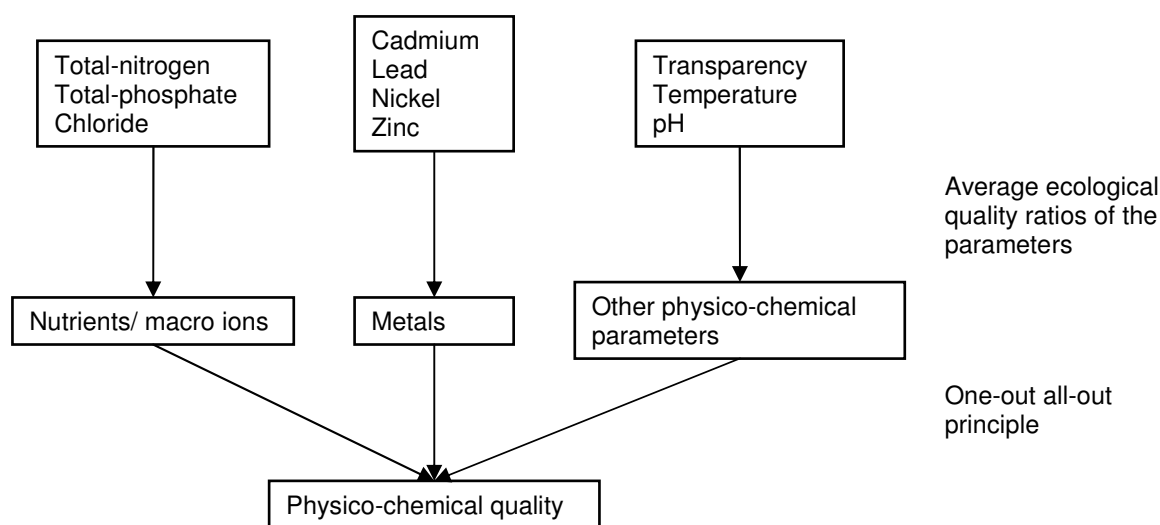 Total-nitrogen
Total-phosphate
Chloride
Cadmium
Lead
Nickel
Zinc
Transparency
Temperature
pH
Average ecological
quality ratios of the
parameters
Nutrients/ macro ions
Metals
Other physico-chemical
parameters
One-out all-out
principle
Physico-chemical quality